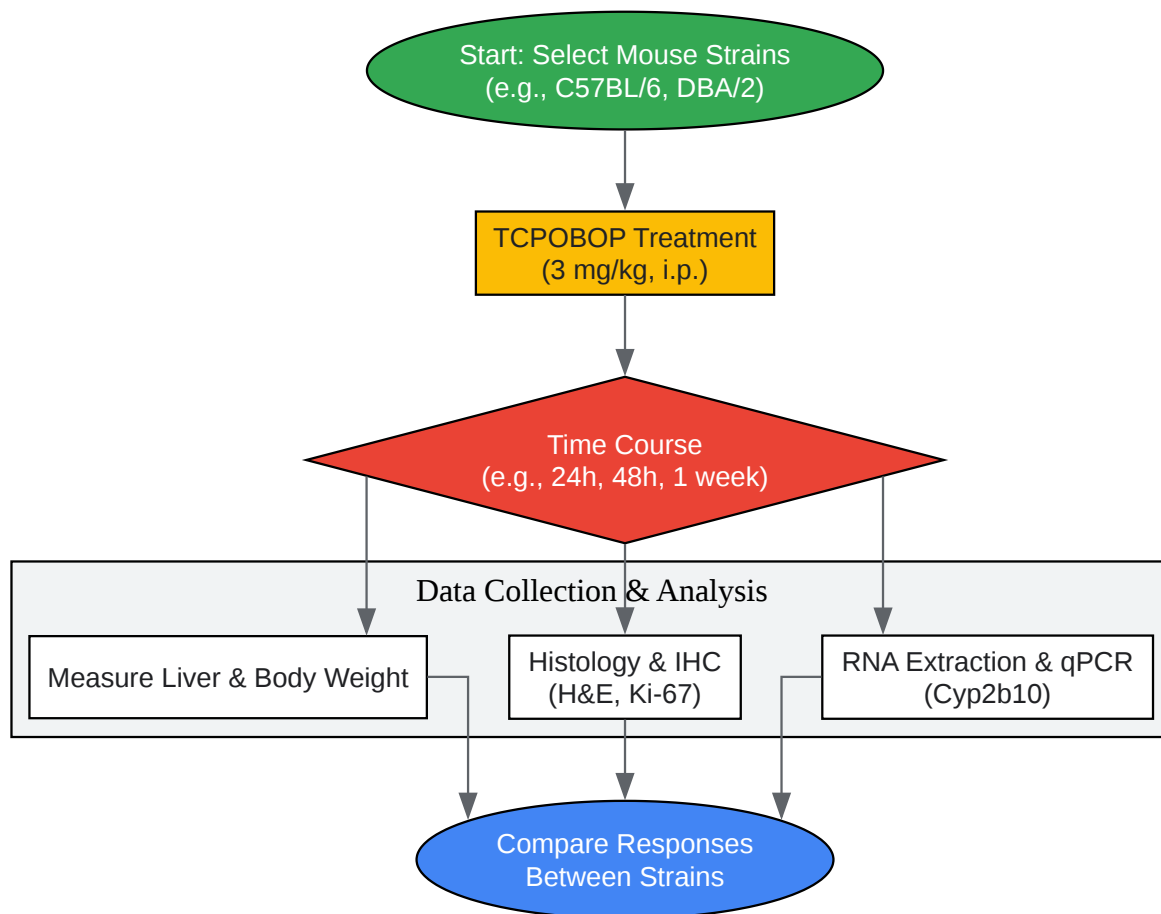 Start: Select Mouse Strains
(e.g., C57BL/6, DBA/2)
TCPOBOP Treatment
(3 mg/kg, i.p.)
Time Course
(e.g., 24h, 48h, 1 week)
Data Collection & Analysis
Measure Liver & Body Weight
Histology & IHC
(H&E, Ki-67)
RNA Extraction & qPCR
(Cyp2b10)
Compare Responses
Between Strains